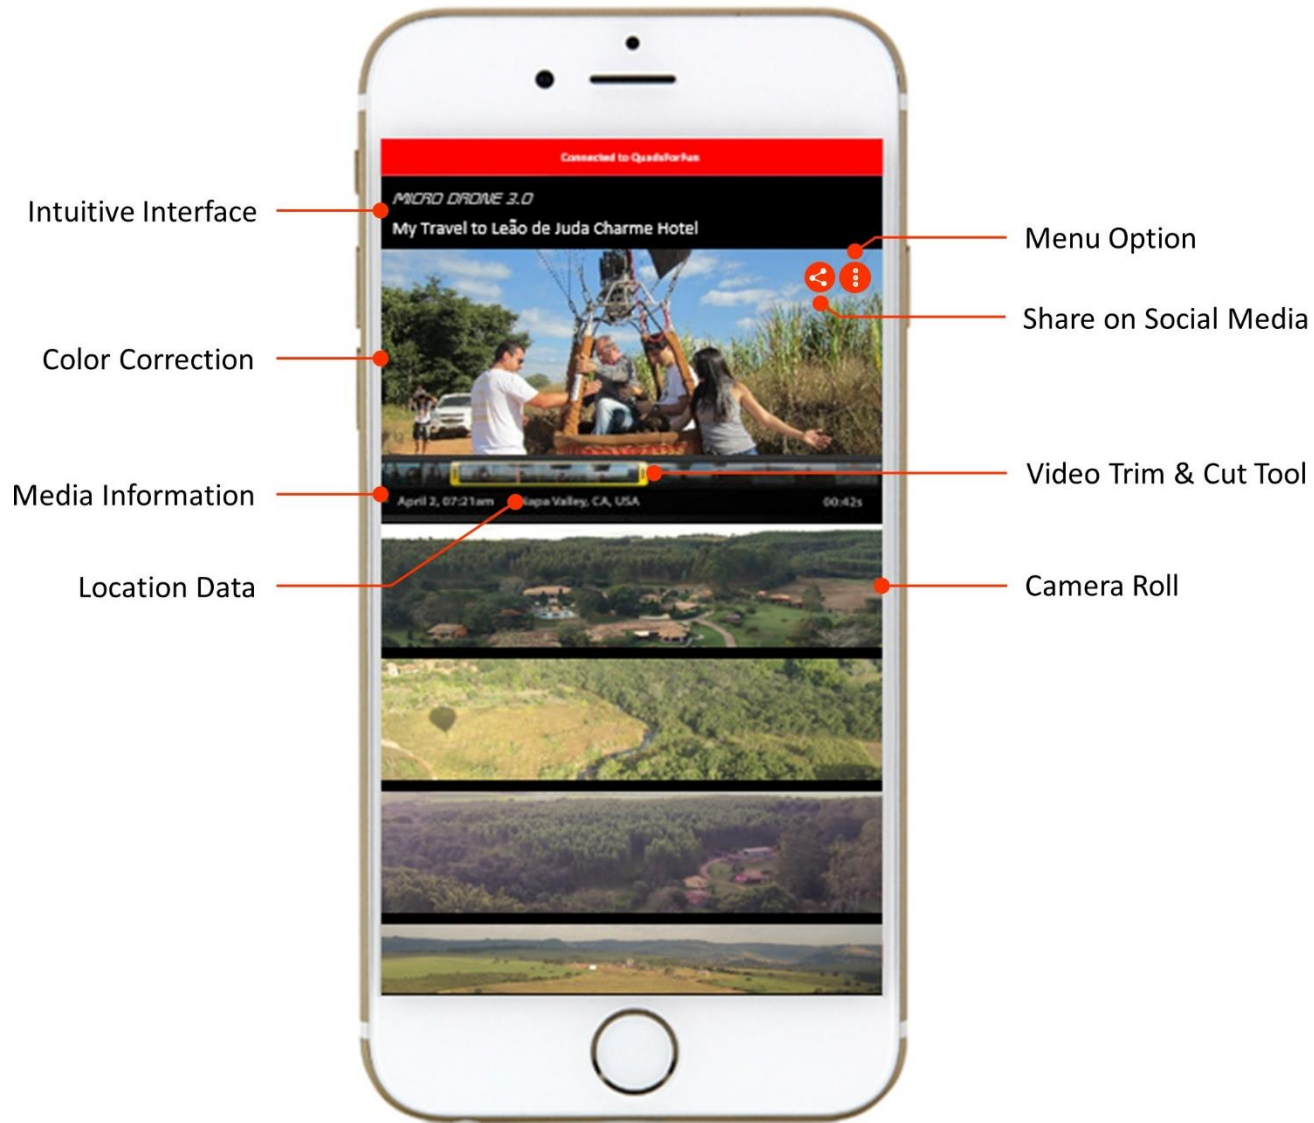 Connected to QuadsForFun
MICRO DRONE 3.0
My Travel to Leão de Juda Charme Hotel
Intuitive Interface
Menu Option
Share on Social Media
Color Correction
Video Trim & Cut Tool
Media Information
April 2, 07:21am
Napa Valley, CA, USA
00:42s
Location Data
Camera Roll